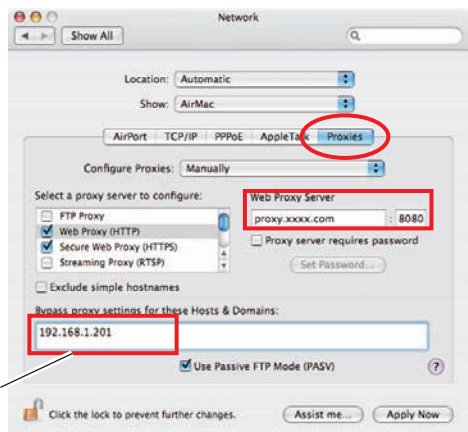 Network
Show All
Location: Automatic
Show: AirMac
AirPort TCP/IP PPPoE AppleTalk Proxies
Configure Proxies: Manually
Select a proxy server to configure:
FTP Proxy
Web Proxy (HTTP)
Secure Web Proxy (HTTPS)
Streaming Proxy (RTSP)
Web Proxy Server
proxy.xxxx.com : 8080
Proxy server requires password
Set Password...
Exclude simple hostnames
Bypass proxy settings for these Hosts & Domains:
192.168.1.201
Use Passive FTP Mode (PASV)
?
Click the lock to prevent further changes.
Assist me... Apply Now